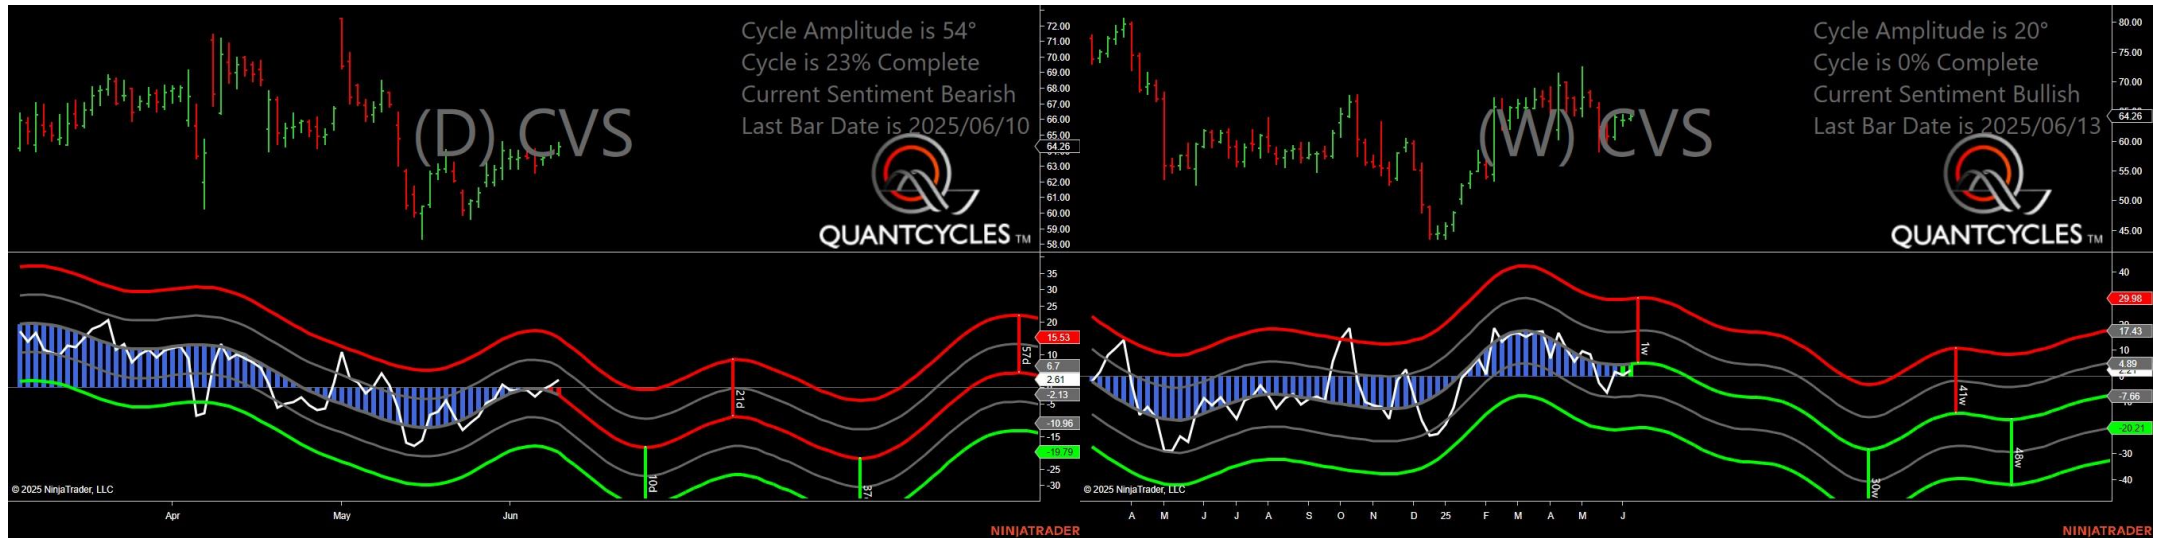 Cycle Amplitude is 54°
Cycle is 23% Complete
Current Sentiment Bearish
Last Bar Date is 2025/06/10
(D) CVS
QUANTCYCLES TM
72.00
71.00
70.00
69.00
68.00
67.00
66.00
65.00
64.26
63.00
62.00
61.00
60.00
59.00
58.00
35
30
25
20
15.53
10
6.7
2.61
-2.13
-5
-10.96
-15
-19.79
-25
-30
10d
21d
37
57d
© 2025 NinjaTrader, LLC
Apr
May
Jun
NINJATRADER
Cycle Amplitude is 20°
Cycle is 0% Complete
Current Sentiment Bullish
Last Bar Date is 2025/06/13
(W) CVS
QUANTCYCLES TM
80.00
75.00
70.00
64.26
60.00
55.00
50.00
45.00
40
29.98
17.43
10
4.89
-7.66
-20.21
-30
-40
1w
30w
41w
48w
© 2025 NinjaTrader, LLC
A M J J A S O N D 25 F M A M J
NINJATRADER